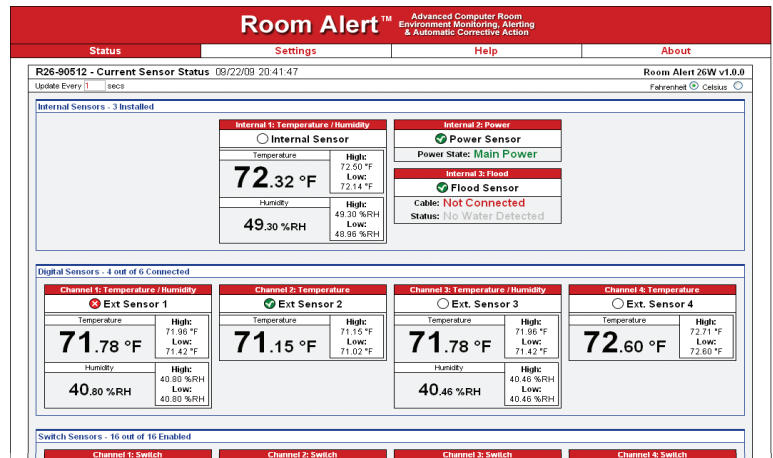 Room Alert™ Advanced Computer Room
Environment Monitoring, Alerting
& Automatic Corrective Action
Status Settings Help About
R26-90512 - Current Sensor Status 09/22/09 20:41:47 Room Alert 26W v1.0.0
Update Every 1 secs Fahrenheit Celsius
Internal Sensors - 3 Installed
Internal 1: Temperature / Humidity
Internal Sensor
Temperature
72.32 °F
High:
72.50 °F
Low:
72.14 °F
Humidity
49.30 %RH
High:
49.30 %RH
Low:
48.96 %RH
Internal 2: Power
Power Sensor
Power State: Main Power
Internal 3: Flood
Flood Sensor
Cable: Not Connected
Status: No Water Detected
Digital Sensors - 4 out of 6 Connected
Channel 1: Temperature / Humidity
Ext Sensor 1
Temperature
71.78 °F
High:
71.96 °F
Low:
71.42 °F
Humidity
40.80 %RH
High:
40.80 %RH
Low:
40.80 %RH
Channel 2: Temperature
Ext Sensor 2
Temperature
71.15 °F
High:
71.15 °F
Low:
71.02 °F
Channel 3: Temperature / Humidity
Ext. Sensor 3
Temperature
71.78 °F
High:
71.96 °F
Low:
71.42 °F
Humidity
40.46 %RH
High:
40.46 %RH
Low:
40.46 %RH
Channel 4: Temperature
Ext. Sensor 4
Temperature
72.60 °F
High:
72.71 °F
Low:
72.60 °F
Switch Sensors - 16 out of 16 Enabled
Channel 1: Switch Channel 2: Switch Channel 3: Switch Channel 4: Switch